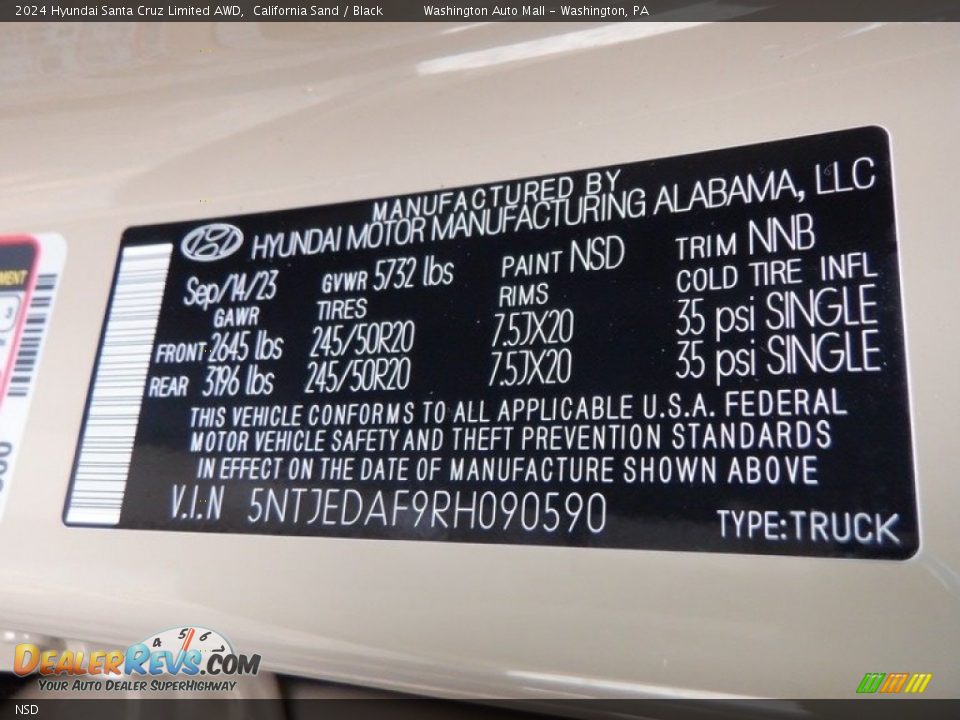 2024 Hyundai Santa Cruz Limited AWD, California Sand / Black Washington Auto Mall - Washington, PA
MANUFACTURED BY
HYUNDAI MOTOR MANUFACTURING ALABAMA, LLC
Sep/14/23 GVWR 5732 lbs PAINT NSD TRIM NNB
GAWR TIRES RIMS COLD TIRE INFL
FRONT 2645 lbs 245/50R20 7.5JX20 35 psi SINGLE
REAR 3196 lbs 245/50R20 7.5JX20 35 psi SINGLE
THIS VEHICLE CONFORMS TO ALL APPLICABLE U.S.A. FEDERAL
MOTOR VEHICLE SAFETY AND THEFT PREVENTION STANDARDS
IN EFFECT ON THE DATE OF MANUFACTURE SHOWN ABOVE
V.I.N 5NTJEDAF9RH090590 TYPE:TRUCK
3
4 5 6
DEALERREVS.COM
YOUR AUTO DEALER SUPERHIGHWAY
NSD